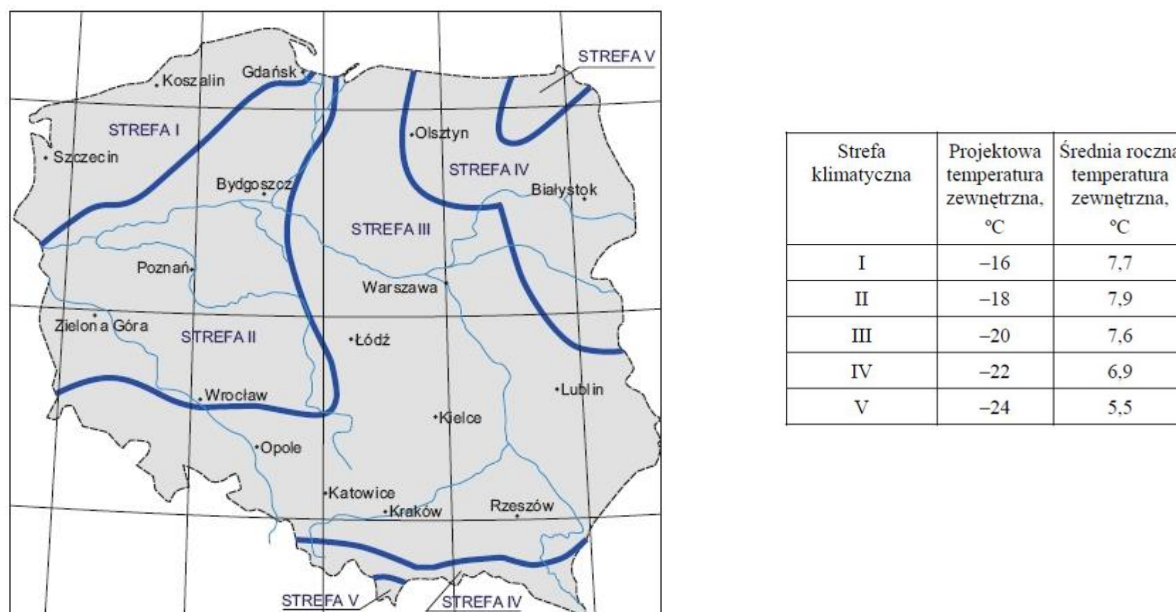 STREFA V
Gdańsk
Koszalin
STREFA I
Olsztyn
Szczecin
STREFA IV
Bydgoszcz
Białystok
STREFA III
Poznań
Warszawa
Zielona Góra
STREFA II
Łódź
Wrocław
Lublin
Kielce
Opole
Katowice
Kraków
Rzeszów
STREFA V
STREFA IV
Strefa klimatyczna
Projektowa temperatura zewnętrzna, ºC
Średnia roczna temperatura zewnętrzna, ºC
I –16 7,7
II –18 7,9
III –20 7,6
IV –22 6,9
V –24 5,5